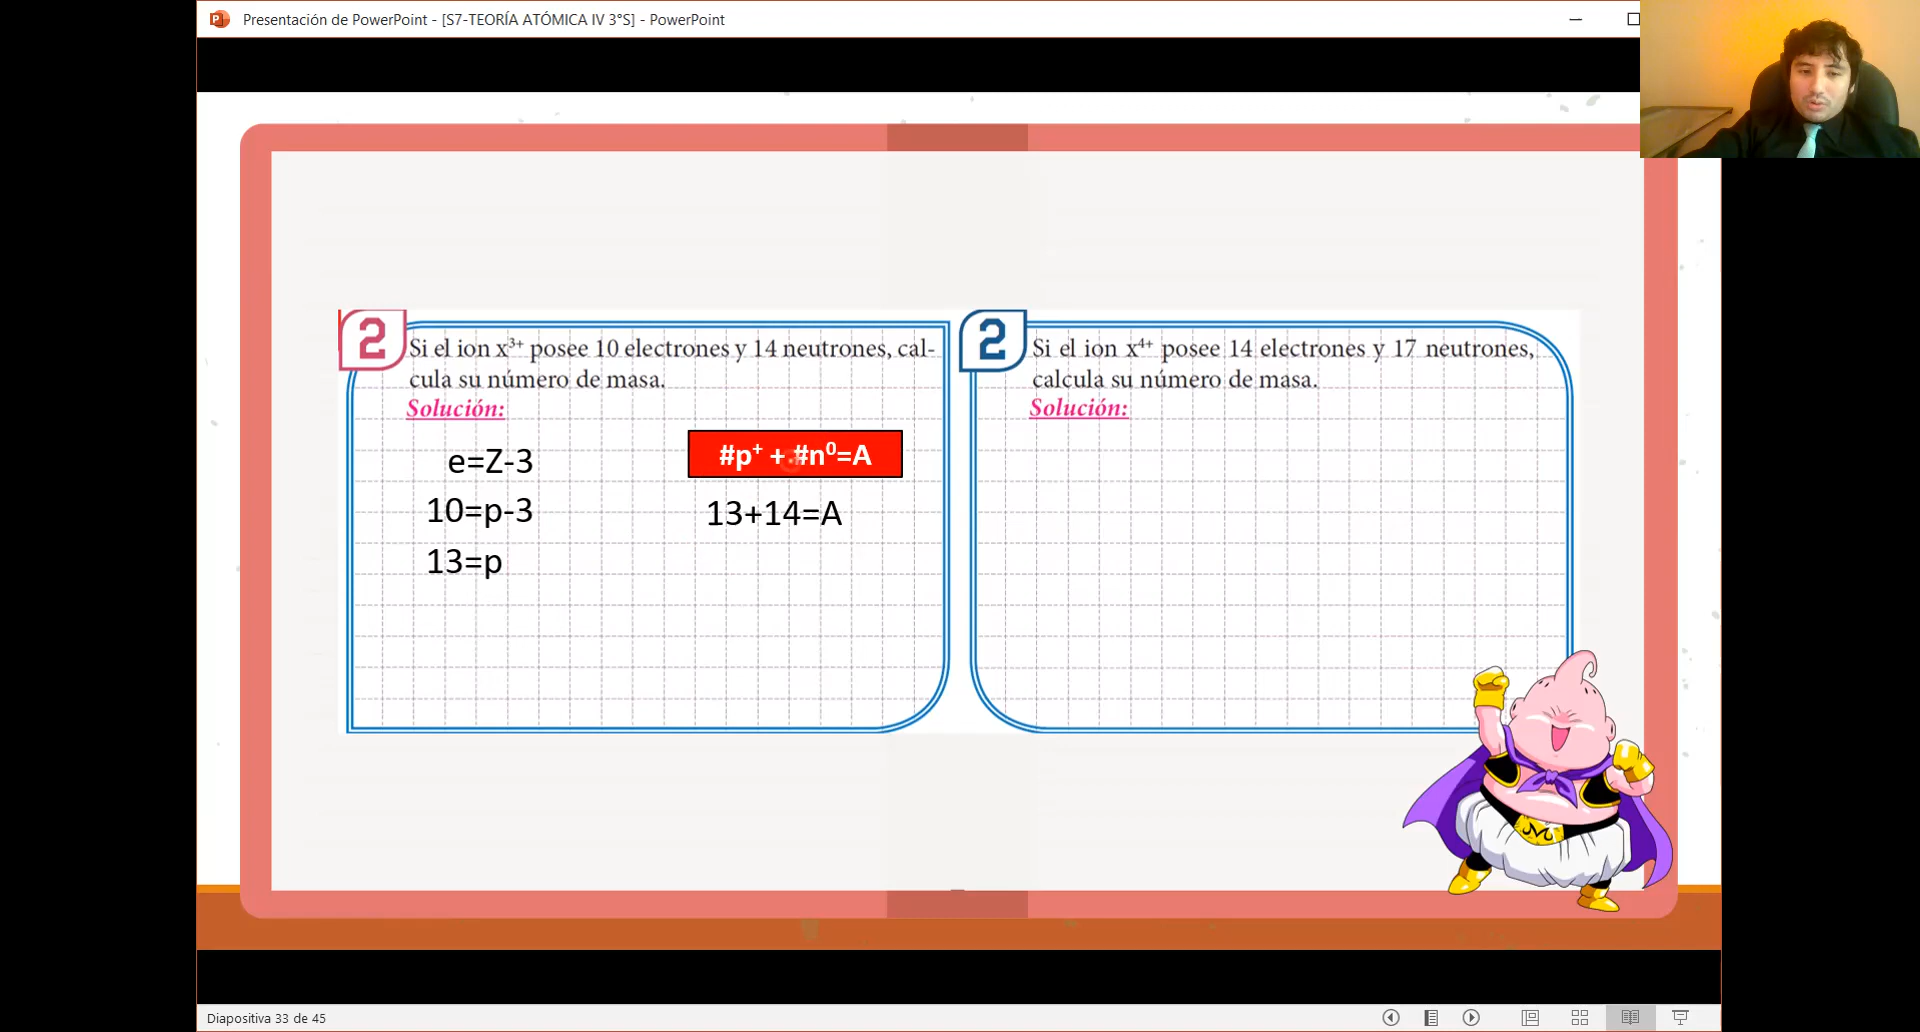 Presentación de PowerPoint - [S7-TEORÍA ATÓMICA IV 3°S] - PowerPoint
2
Si el ion x³⁺ posee 10 electrones y 14 neutrones, cal-
cula su número de masa.
Solución:
e=Z-3
10=p-3
13=p
#p⁺ + #n⁰=A
13+14=A
2
Si el ion x⁴⁺ posee 14 electrones y 17 neutrones,
calcula su número de masa.
Solución:
M
Diapositiva 33 de 45